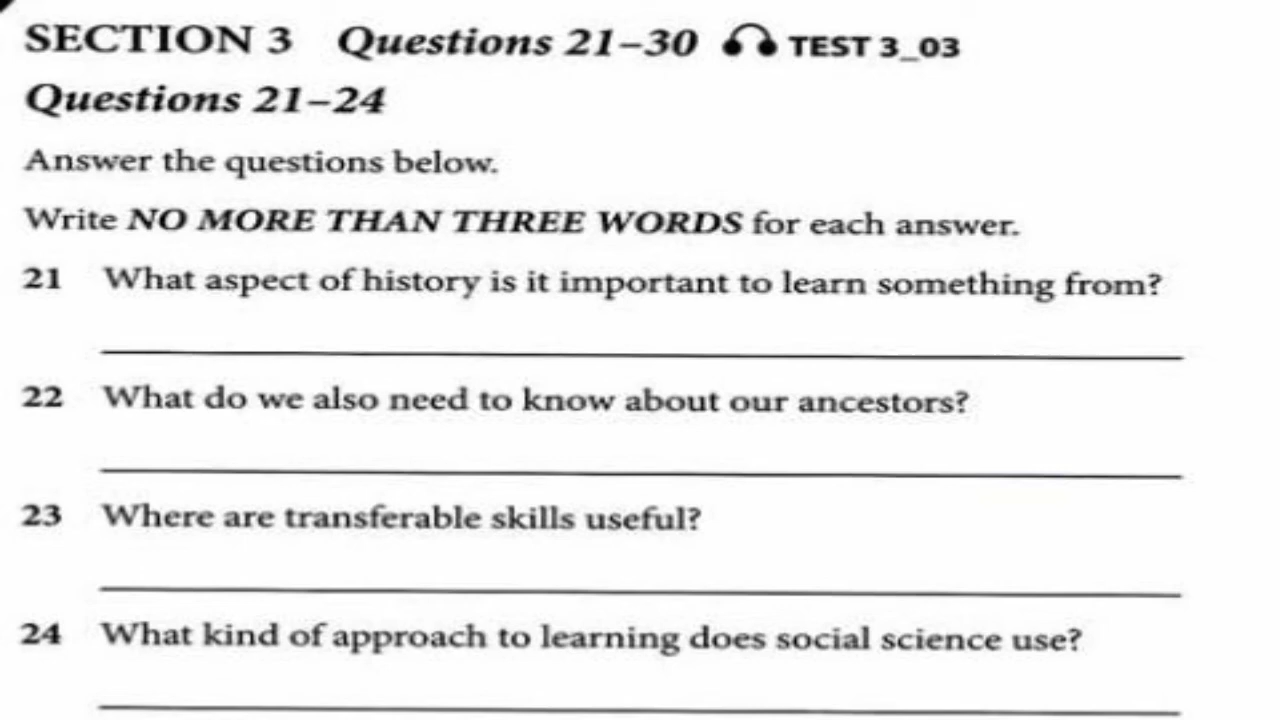 SECTION 3 Questions 21–30 TEST 3_03
Questions 21–24
Answer the questions below.
Write NO MORE THAN THREE WORDS for each answer.
21 What aspect of history is it important to learn something from?
22 What do we also need to know about our ancestors?
23 Where are transferable skills useful?
24 What kind of approach to learning does social science use?